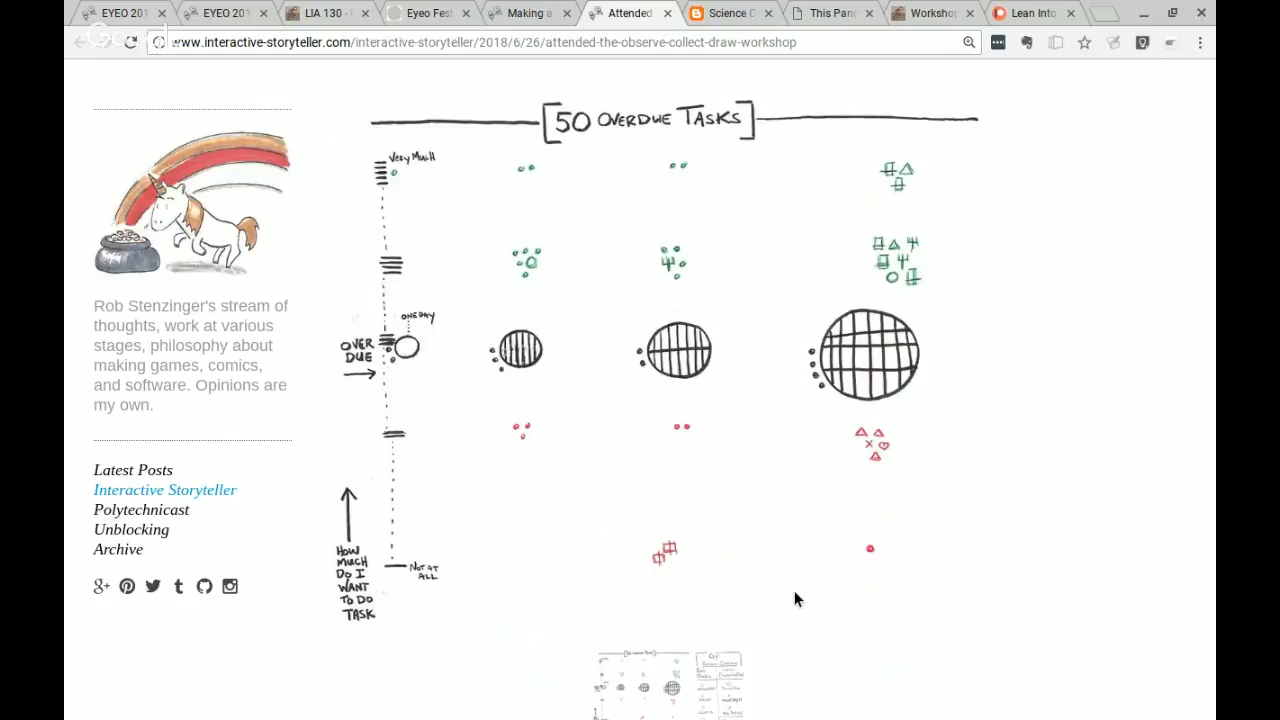 EYEO 201
EYEO 201
LIA 130 -
Eyeo Fest
Making a
Attended
Science G
This Pane
Workshop
Lean Into
www.interactive-storyteller.com/interactive-storyteller/2018/6/26/attended-the-observe-collect-draw-workshop
[50 OVERDUE TASKS]
VERY MUCH
ONE DAY
OVER
DUE
HOW
MUCH
DO I
WANT
TO DO
TASK
NOT AT
ALL
Rob Stenzinger's stream of
thoughts, work at various
stages, philosophy about
making games, comics,
and software. Opinions are
my own.
Latest Posts
Interactive Storyteller
Polytechnicast
Unblocking
Archive